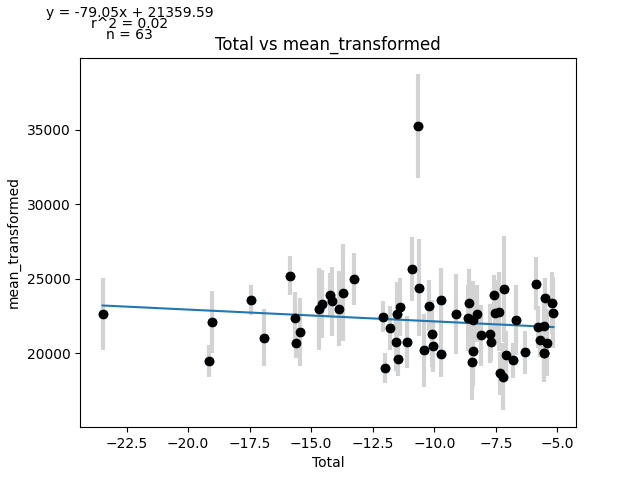 y = -79.05x + 21359.59
r^2 = 0.02
n = 63
Total vs mean_transformed
mean_transformed
35000
30000
25000
20000
−22.5 −20.0 −17.5 −15.0 −12.5 −10.0 −7.5 −5.0
Total